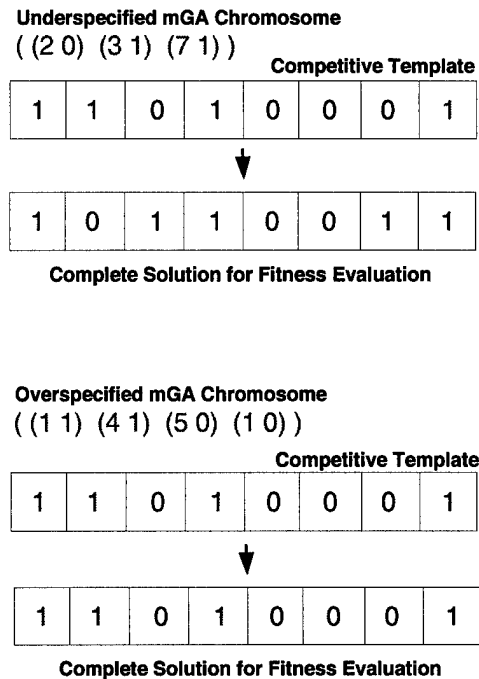 Underspecified mGA Chromosome
( (2 0) (3 1) (7 1) )
Competitive Template
1 1 0 1 0 0 0 1
1 0 1 1 0 0 1 1
Complete Solution for Fitness Evaluation
Overspecified mGA Chromosome
( (1 1) (4 1) (5 0) (1 0) )
Competitive Template
1 1 0 1 0 0 0 1
1 1 0 1 0 0 0 1
Complete Solution for Fitness Evaluation